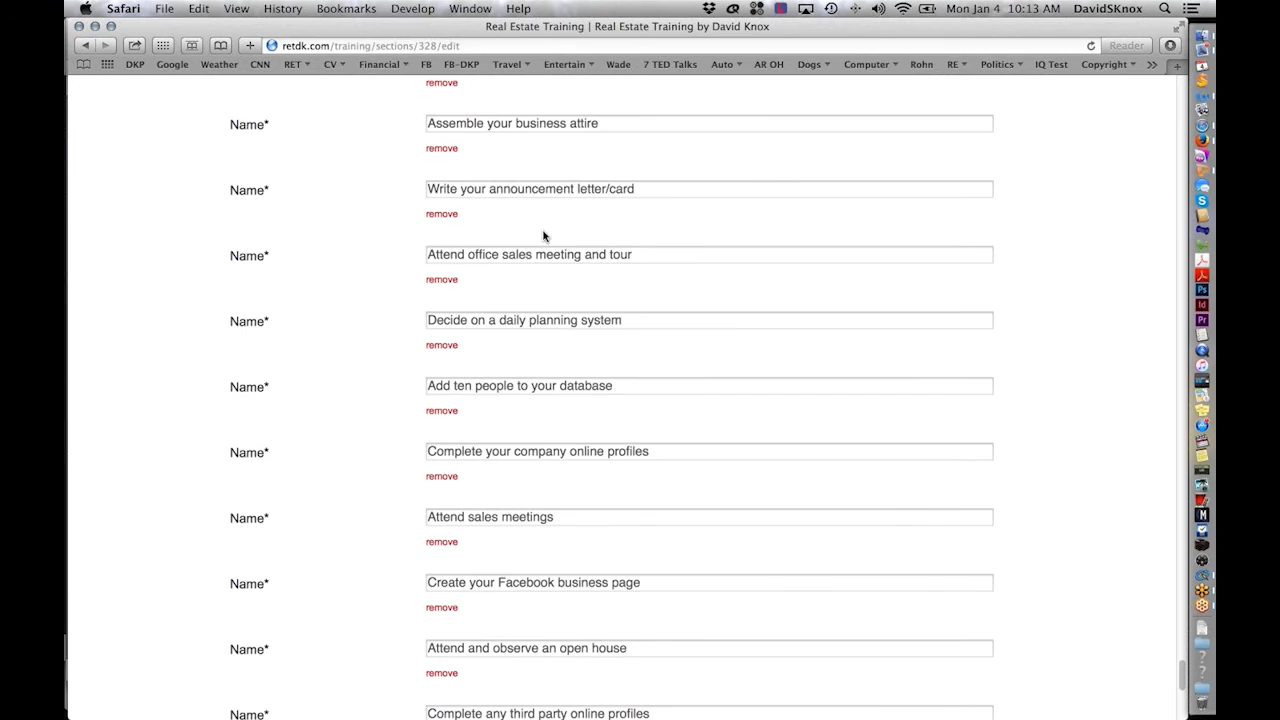 Safari File Edit View History Bookmarks Develop Window Help Mon Jan 4 10:13 AM DavidSKnox
Real Estate Training | Real Estate Training by David Knox
retdk.com/training/sections/328/edit Reader
DKP Google Weather CNN RET CV Financial FB FB-DKP Travel Entertain Wade 7 TED Talks Auto AR OH Dogs Computer Rohn RE Politics IQ Test Copyright
remove
Name* Assemble your business attire
remove
Name* Write your announcement letter/card
remove
Name* Attend office sales meeting and tour
remove
Name* Decide on a daily planning system
remove
Name* Add ten people to your database
remove
Name* Complete your company online profiles
remove
Name* Attend sales meetings
remove
Name* Create your Facebook business page
remove
Name* Attend and observe an open house
remove
Name* Complete any third party online profiles